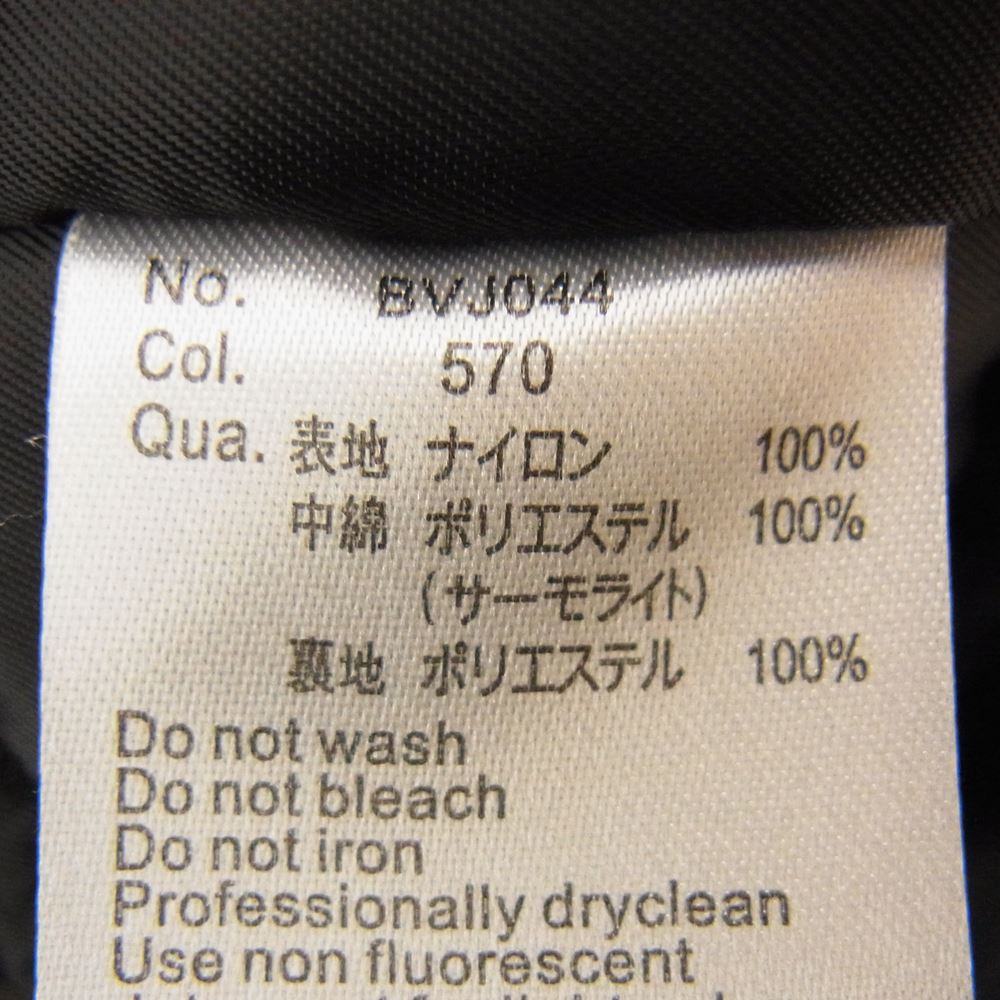 No. BVJ044
Col. 570
Qua. 表地 ナイロン 100%
中綿 ポリエステル 100%
(サーモライト)
裏地 ポリエステル 100%
Do not wash
Do not bleach
Do not iron
Professionally dryclean
Use non fluorescent